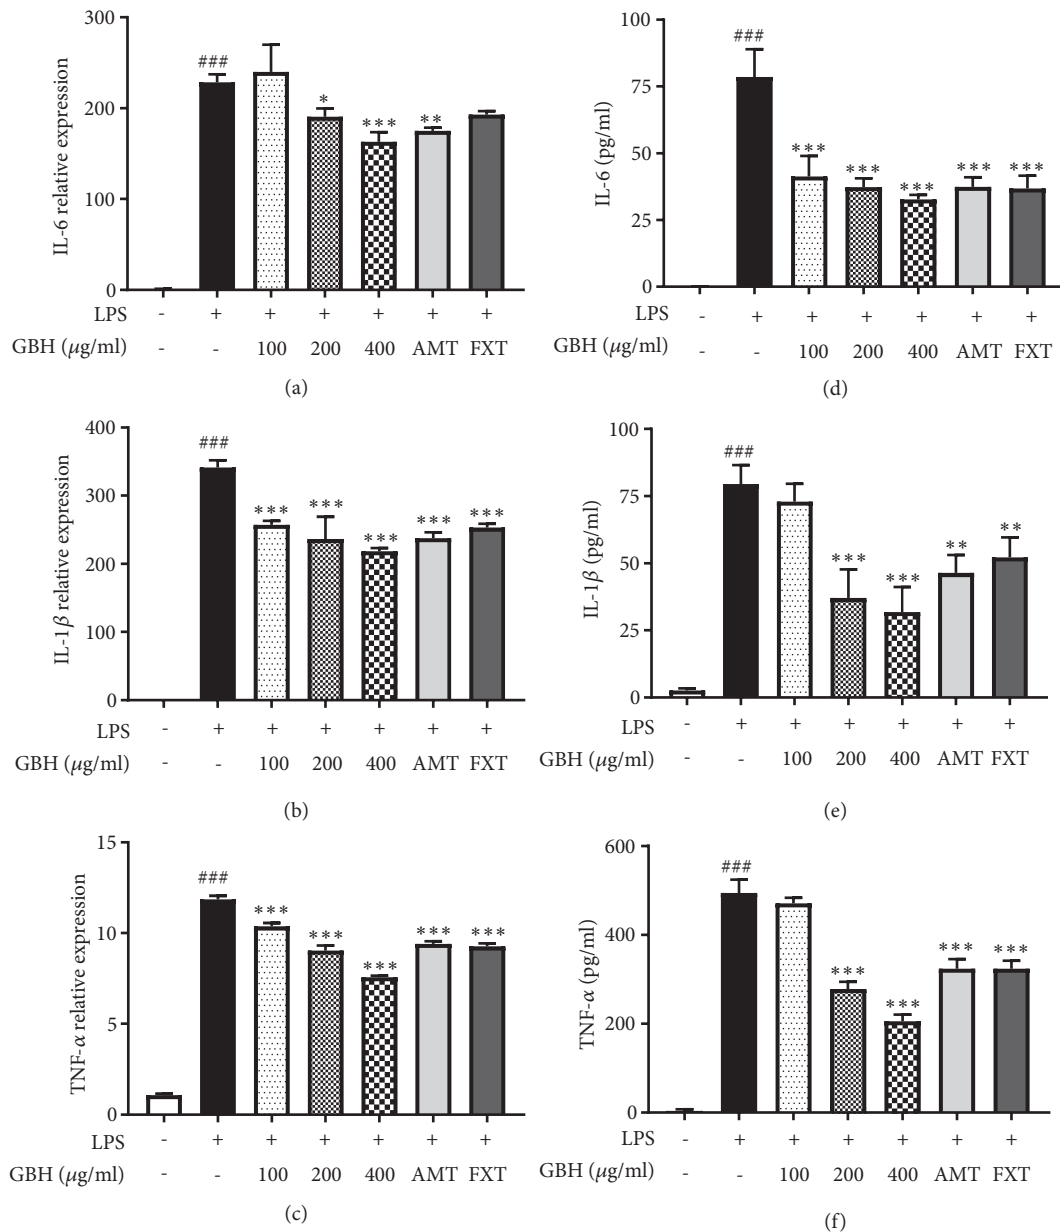 IL-6 relative expression
300
200
100
0
###
*
***
**
LPS - + + + + + +
GBH (μg/ml) - - 100 200 400 AMT FXT
(a)
IL-6 (pg/ml)
100
75
50
25
0
###
***
***
***
***
***
LPS - + + + + + +
GBH (μg/ml) - - 100 200 400 AMT FXT
(d)
IL-1β relative expression
400
300
200
100
0
###
***
***
***
***
***
LPS - + + + + + +
GBH (μg/ml) - - 100 200 400 AMT FXT
(b)
IL-1β (pg/ml)
100
75
50
25
0
###
***
***
**
**
LPS - + + + + + +
GBH (μg/ml) - - 100 200 400 AMT FXT
(e)
TNF-α relative expression
15
10
5
0
###
***
***
***
***
***
LPS - + + + + + +
GBH (μg/ml) - - 100 200 400 AMT FXT
(c)
TNF-α (pg/ml)
600
400
200
0
###
***
***
***
***
LPS - + + + + + +
GBH (μg/ml) - - 100 200 400 AMT FXT
(f)